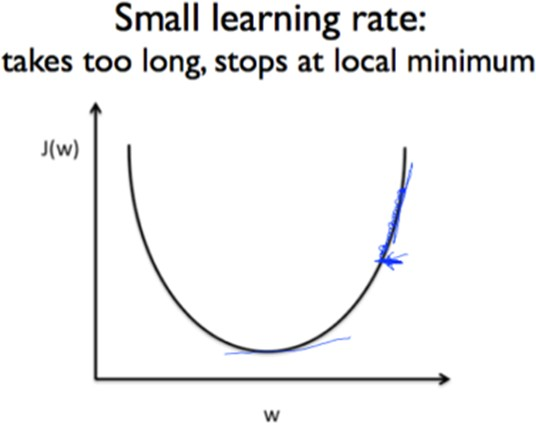 Small learning rate:
takes too long, stops at local minimum
J(w)
w